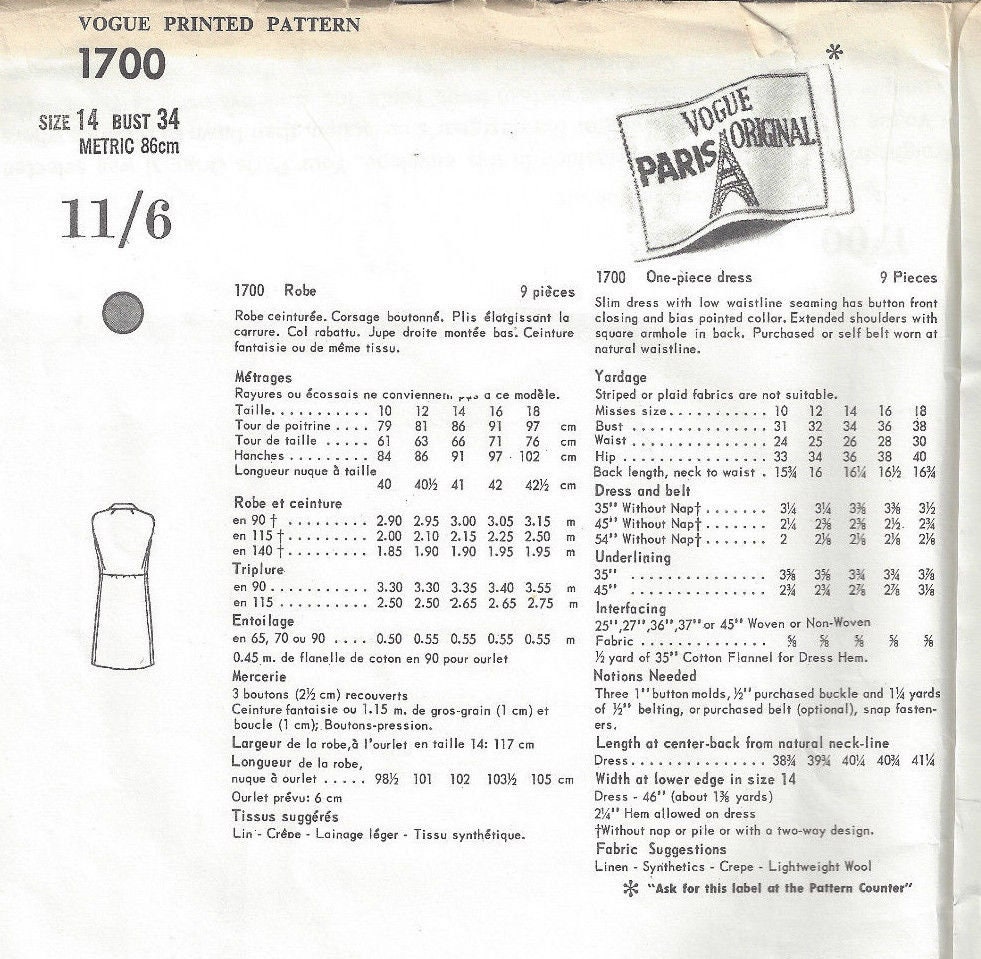 VOGUE PRINTED PATTERN
1700
SIZE 14 BUST 34
METRIC 86cm
11/6
*
VOGUE
PARIS ORIGINAL
1700 Robe 9 pièces
Robe ceinturée. Corsage boutonné. Plis élatgissant la
carrure. Col rabattu. Jupe droite montée bas. Ceinture
fantaisie ou de même tissu.
Métrages
Rayures ou écossais ne conviennen a ce modèle.
Taille........... 10 12 14 16 18
Tour de poitrine .... 79 81 86 91 97 cm
Tour de taille ..... 61 63 66 71 76 cm
Hanches ......... 84 86 91 97 102 cm
Longueur nuque à taille
40 40½ 41 42 42½ cm
Robe et ceinture
en 90 † ......... 2.90 2.95 3.00 3.05 3.15 m
en 115 †......... 2.00 2.10 2.15 2.25 2.50 m
en 140 †......... 1.85 1.90 1.90 1.95 1.95 m
Triplure
en 90........... 3.30 3.30 3.35 3.40 3.55 m
en 115 .......... 2.50 2.50 2.65 2.65 2.75 m
Entoilage
en 65, 70 ou 90 .... 0.50 0.55 0.55 0.55 0.55 m
0.45 m. de flanelle de coton en 90 pour ourlet
Mercerie
3 boutons (2½ cm) recouverts
Ceinture fantaisie ou 1.15 m. de gros-grain (1 cm) et
boucle (1 cm); Boutons-pression.
Largeur de la robe, à l'ourlet en taille 14: 117 cm
Longueur de la robe,
nuque à ourlet ..... 98½ 101 102 103½ 105 cm
Ourlet prévu: 6 cm
Tissus suggérés
Lin - Crêpe - Lainage léger - Tissu synthétique.
1700 One-piece dress 9 Pieces
Slim dress with low waistline seaming has button front
closing and bias pointed collar. Extended shoulders with
square armhole in back. Purchased or self belt worn at
natural waistline.
Yardage
Striped or plaid fabrics are not suitable.
Misses size........... 10 12 14 16 18
Bust ............... 31 32 34 36 38
Waist ............... 24 25 26 28 30
Hip ................ 33 34 36 38 40
Back length, neck to waist . 15¾ 16 16¼ 16½ 16¾
Dress and belt
35" Without Nap†....... 3¼ 3¼ 3⅜ 3⅜ 3½
45" Without Nap†....... 2¼ 2⅜ 2⅜ 2½ 2¾
54" Without Nap†....... 2 2⅛ 2⅛ 2⅛ 2⅛
Underlining
35" ............... 3⅝ 3⅝ 3¾ 3¾ 3⅞
45" ............... 2¾ 2¾ 2⅞ 2⅞ 3⅛
Interfacing
25",27",36",37" or 45" Woven or Non-Woven
Fabric .............. ⅝ ⅝ ⅝ ⅝ ⅝
½ yard of 35" Cotton Flannel for Dress Hem.
Notions Needed
Three 1" button molds, ½" purchased buckle and 1¼ yards
of ½" belting, or purchased belt (optional), snap fasten-
ers.
Length at center-back from natural neck-line
Dress............... 38¾ 39¾ 40¼ 40¾ 41¼
Width at lower edge in size 14
Dress - 46" (about 1⅜ yards)
2¼" Hem allowed on dress
†Without nap or pile or with a two-way design.
Fabric Suggestions
Linen - Synthetics - Crepe - Lightweight Wool
* "Ask for this label at the Pattern Counter"